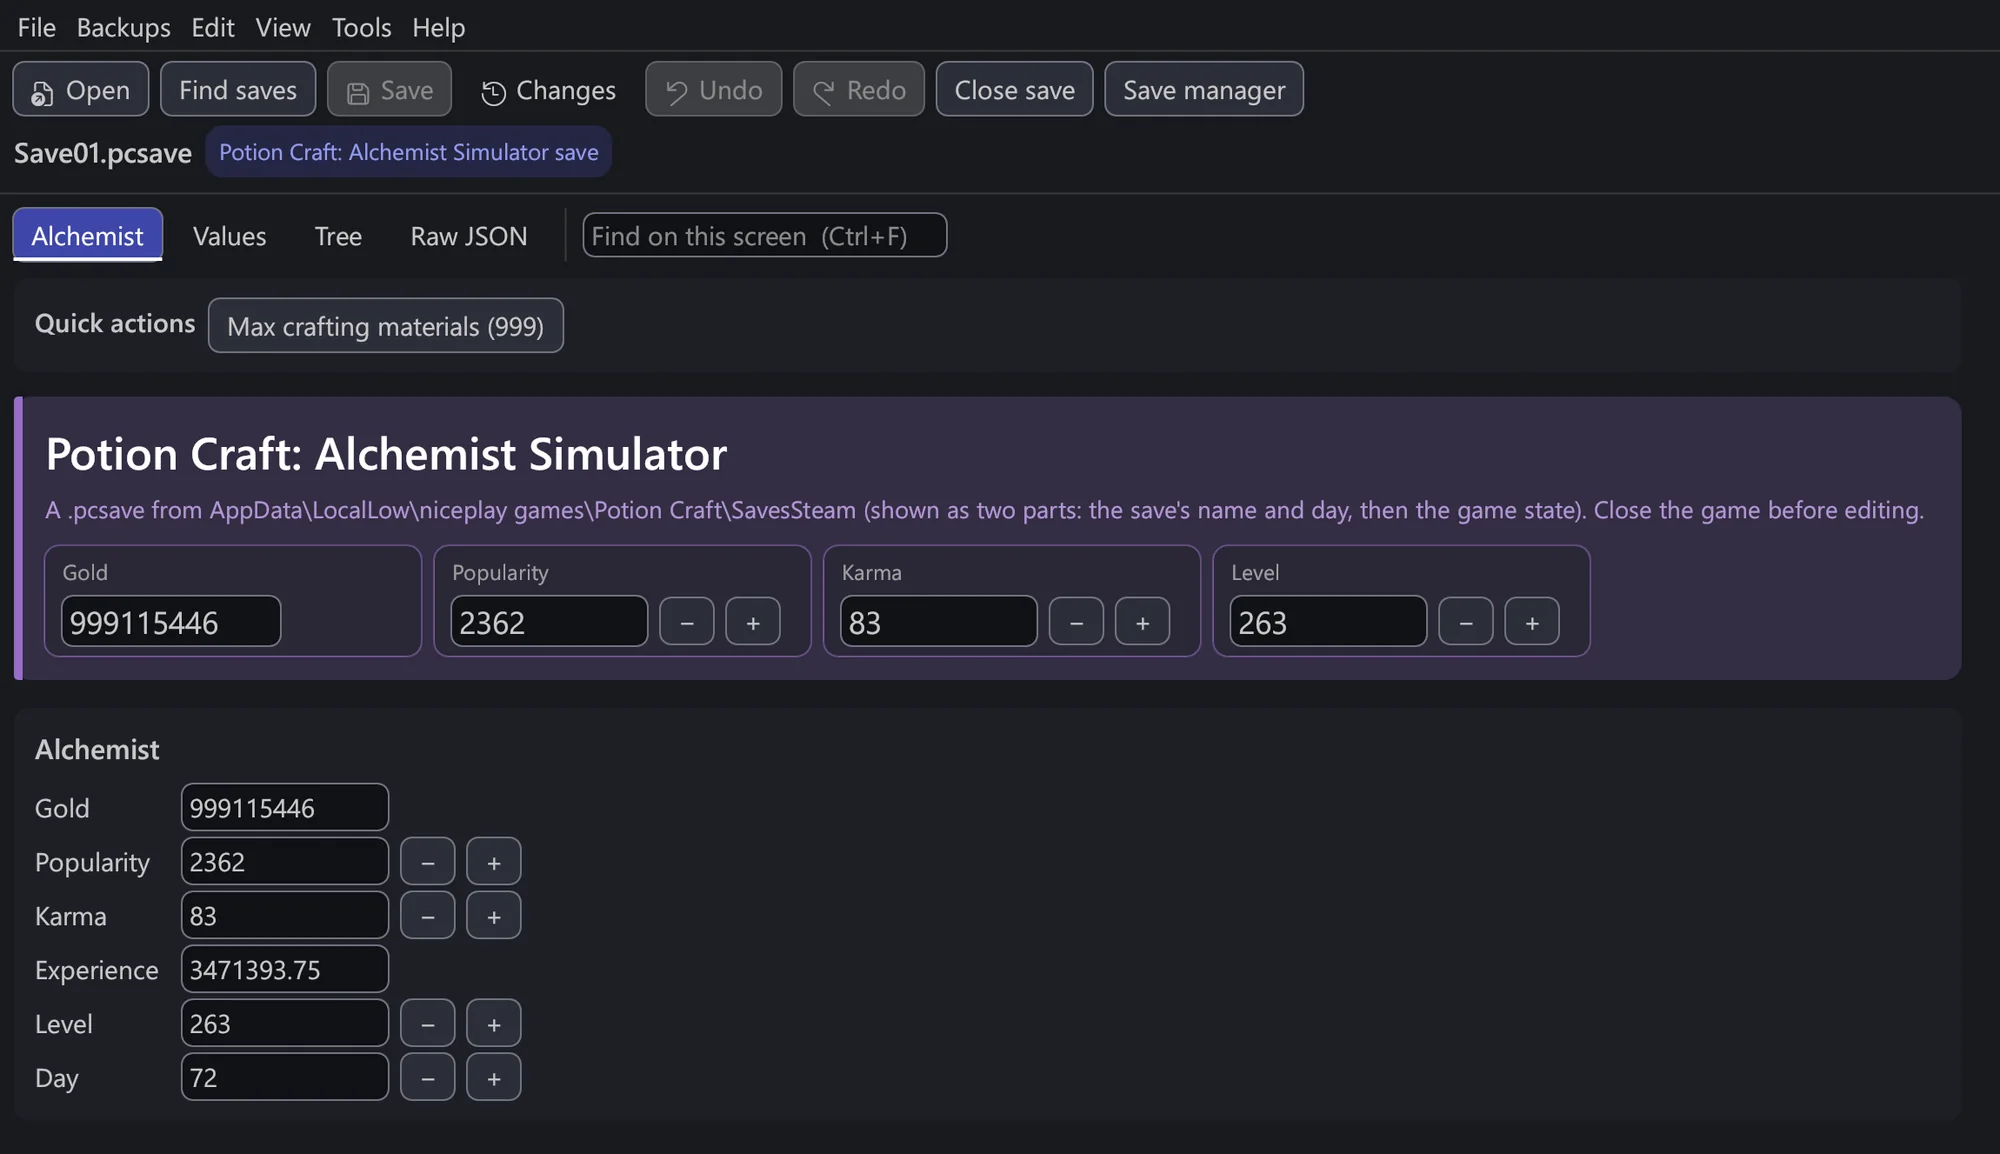 File Backups Edit View Tools Help
Open Find saves Save Changes Undo Redo Close save Save manager
Save01.pcsave Potion Craft: Alchemist Simulator save
Alchemist Values Tree Raw JSON Find on this screen (Ctrl+F)
Quick actions Max crafting materials (999)
Potion Craft: Alchemist Simulator
A .pcsave from AppData\LocalLow\niceplay games\Potion Craft\SavesSteam (shown as two parts: the save's name and day, then the game state). Close the game before editing.
Gold Popularity Karma Level
999115446 2362 − + 83 − + 263 − +
Alchemist
Gold 999115446
Popularity 2362 − +
Karma 83 − +
Experience 3471393.75
Level 263 − +
Day 72 − +